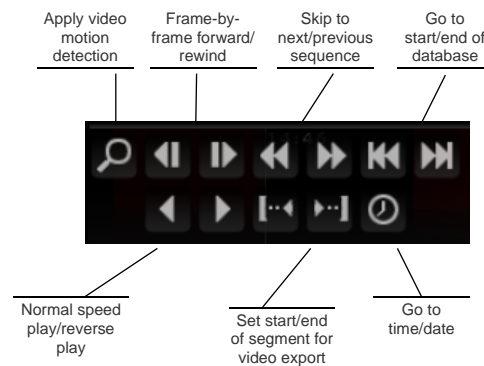 Apply video
motion
detection
Frame-by-
frame forward/
rewind
Skip to
next/previous
sequence
Go to
start/end of
database
Normal speed
play/reverse
play
Set start/end
of segment for
video export
Go to
time/date